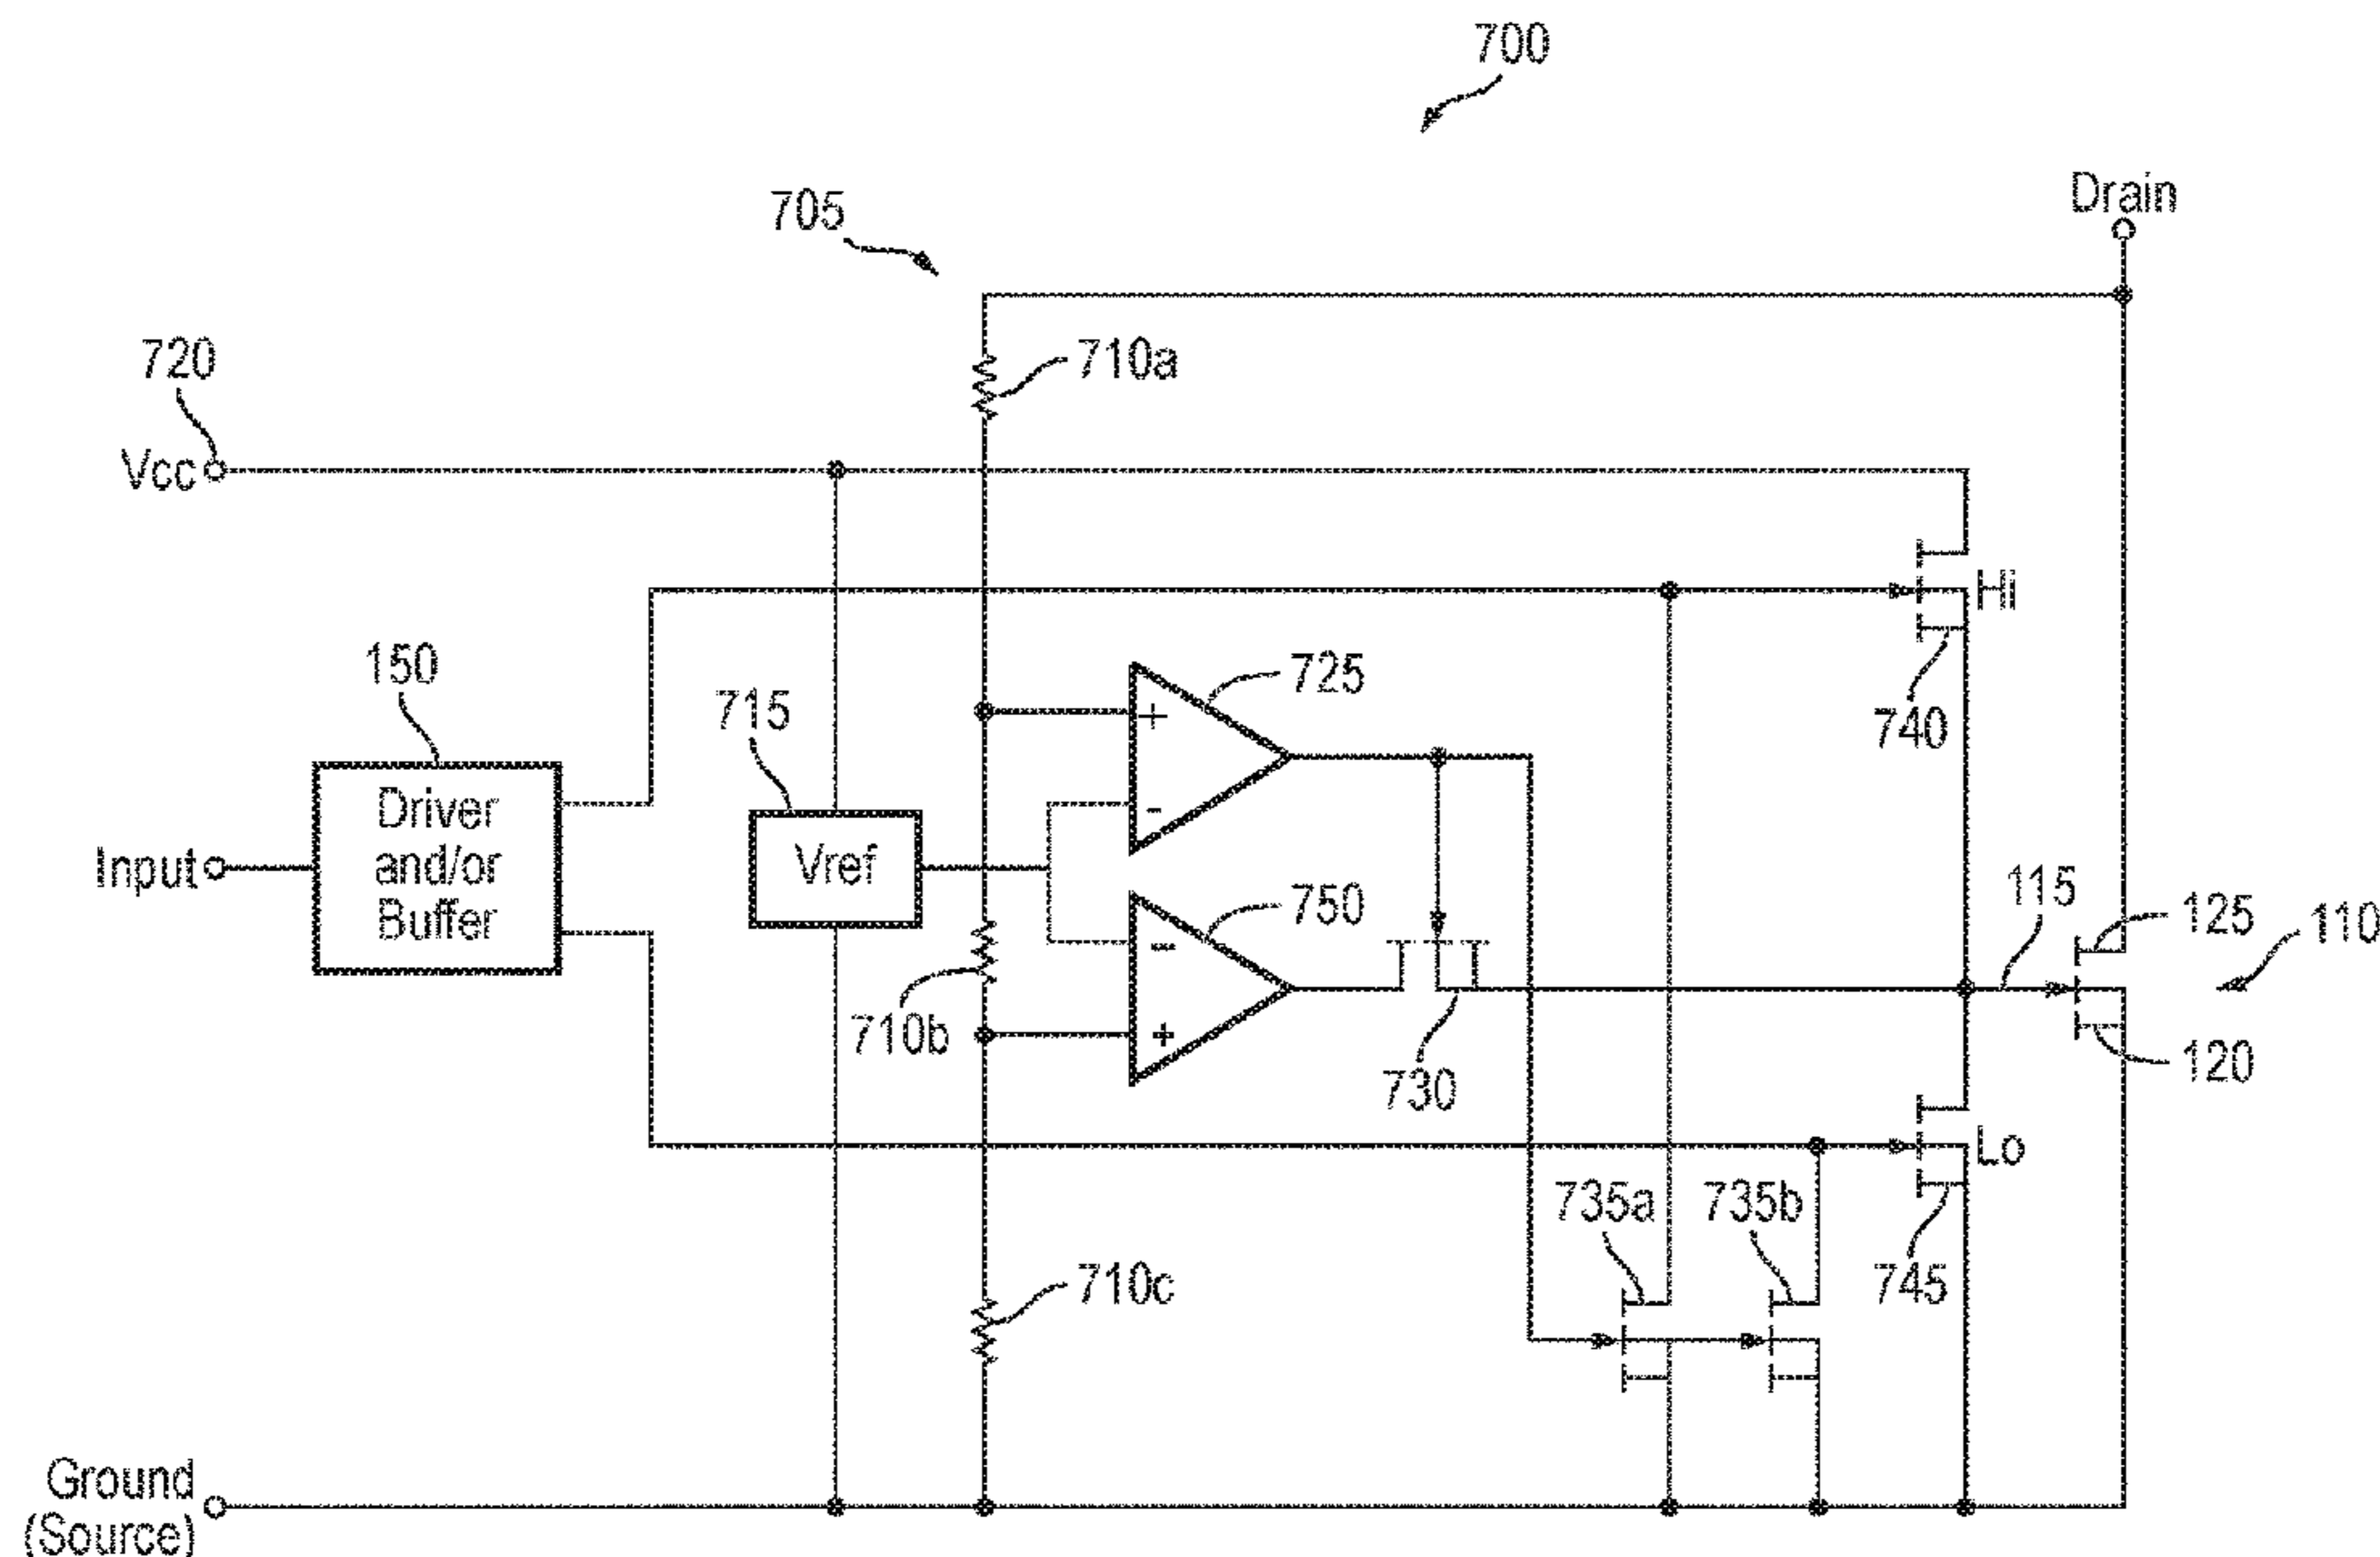 700
Drain
705
710a
720
Vcc
Hi
150
715
725
740
+
-
Driver
and/or
Buffer
Input
Vref
750
115
125
110
-
+
710b
730
120
Lo
735a
735b
745
710c
Ground
(Source)